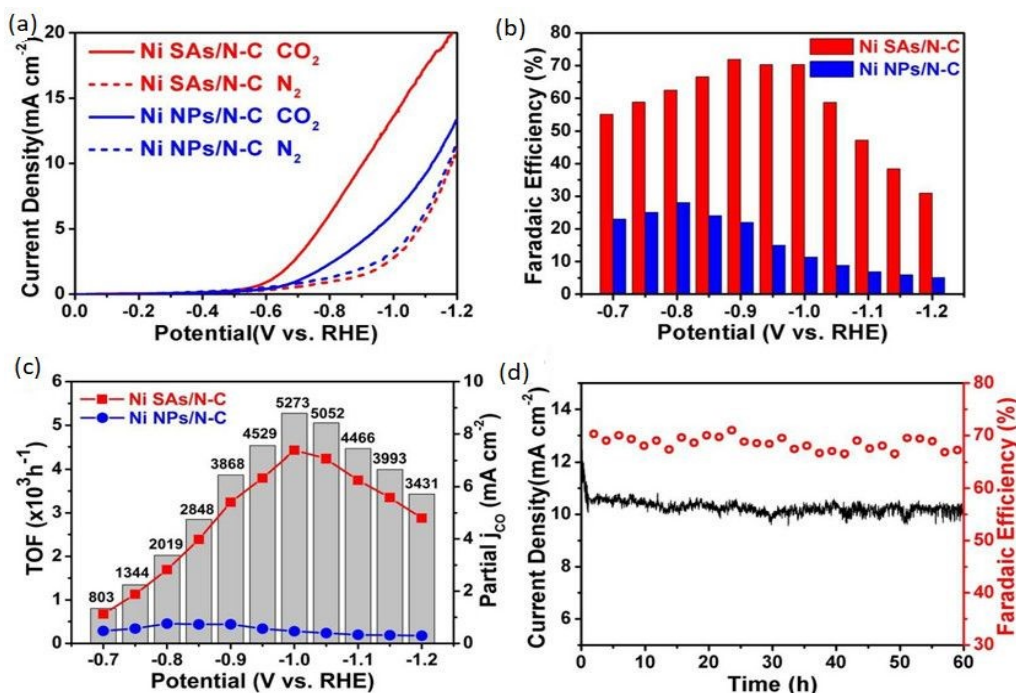 (a)
20
15
10
5
0
Current Density(mA cm⁻²)
Ni SAs/N-C CO₂
Ni SAs/N-C N₂
Ni NPs/N-C CO₂
Ni NPs/N-C N₂
0.0 -0.2 -0.4 -0.6 -0.8 -1.0 -1.2
Potential(V vs. RHE)
(b)
80
70
60
50
40
30
20
10
0
Faradaic Efficiency (%)
Ni SAs/N-C
Ni NPs/N-C
-0.7 -0.8 -0.9 -1.0 -1.1 -1.2
Potential (V vs. RHE)
(c)
6
5
4
3
2
1
0
TOF (x10³h⁻¹)
Ni SAs/N-C
Ni NPs/N-C
803 1344 2019 2848 3868 4529 5273 5052 4466 3993 3431
10
8
6
4
2
0
Partial jCO (mA cm⁻²)
-0.7 -0.8 -0.9 -1.0 -1.1 -1.2
Potential (V vs. RHE)
(d)
14
12
10
8
6
Current Density(mA cm⁻²)
90
80
70
60
50
40
30
Faradaic Efficiency (%)
0 10 20 30 40 50 60
Time (h)